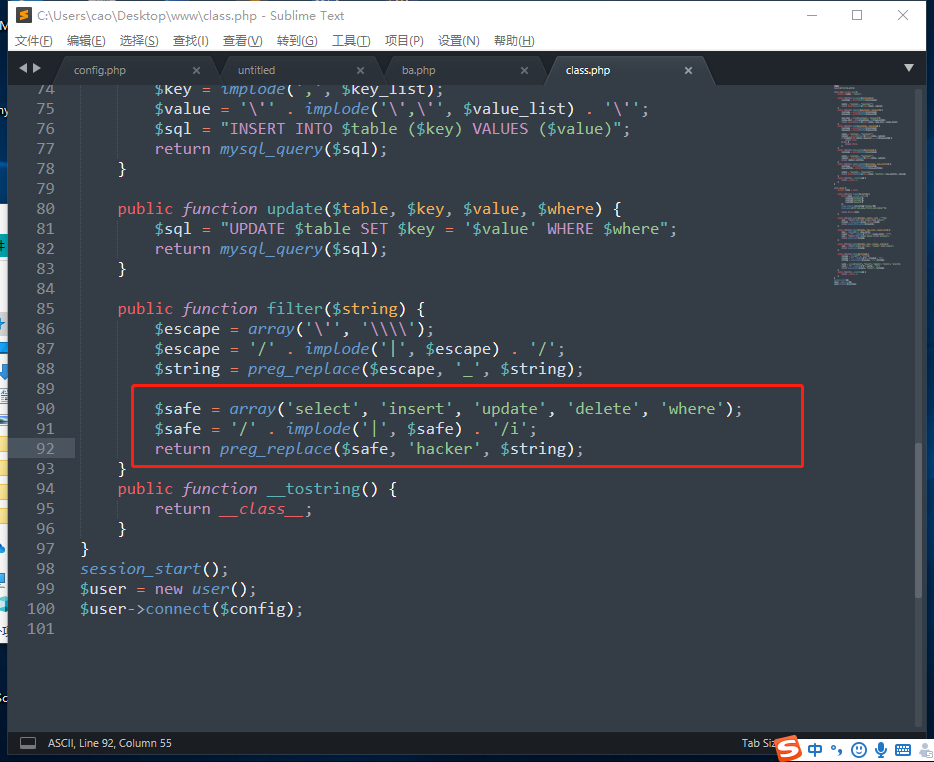 C:\Users\cao\Desktop\www\class.php - Sublime Text
文件(F) 编辑(E) 选择(S) 查找(I) 查看(V) 转到(G) 工具(T) 项目(P) 设置(N) 帮助(H)
config.php × untitled × ba.php × class.php ×
74 $key = implode(',', $key_list);
75 $value = '\'' . implode('\',\'', $value_list) . '\'';
76 $sql = "INSERT INTO $table ($key) VALUES ($value)";
77 return mysql_query($sql);
78 }
79
80 public function update($table, $key, $value, $where) {
81 $sql = "UPDATE $table SET $key = '$value' WHERE $where";
82 return mysql_query($sql);
83 }
84
85 public function filter($string) {
86 $escape = array('\'', '\\\\');
87 $escape = '/' . implode('|', $escape) . '/';
88 $string = preg_replace($escape, '_', $string);
89
90 $safe = array('select', 'insert', 'update', 'delete', 'where');
91 $safe = '/' . implode('|', $safe) . '/i';
92 return preg_replace($safe, 'hacker', $string);
93 }
94 public function __tostring() {
95 return __class__;
96 }
97 }
98 session_start();
99 $user = new user();
100 $user->connect($config);
101
ASCII, Line 92, Column 55 Tab
S 中